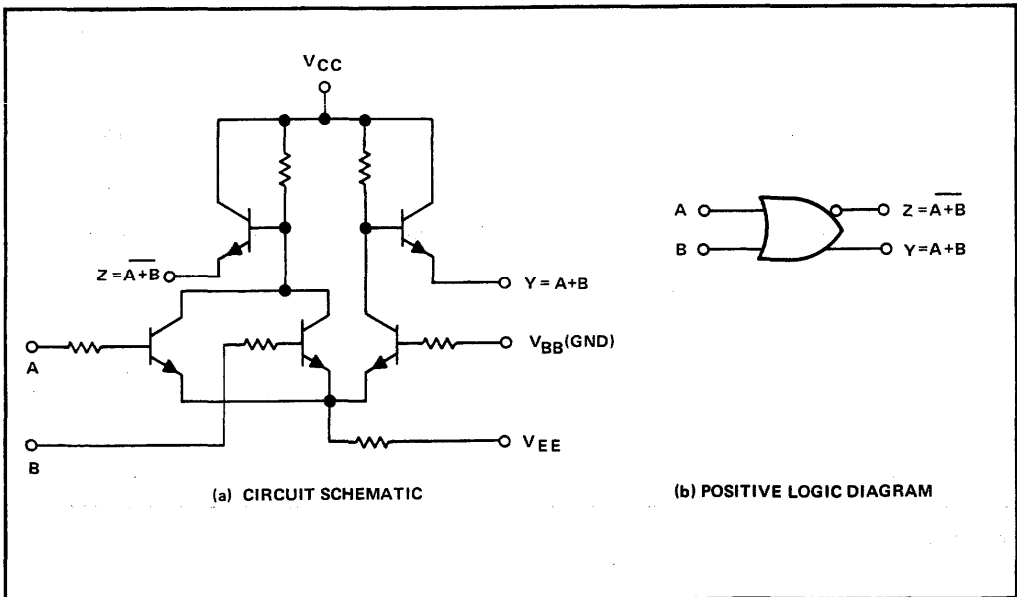 VCC
Z = A+B
Y = A+B
A
VBB(GND)
B
VEE
(a) CIRCUIT SCHEMATIC
A
B
Z = A+B
Y = A+B
(b) POSITIVE LOGIC DIAGRAM